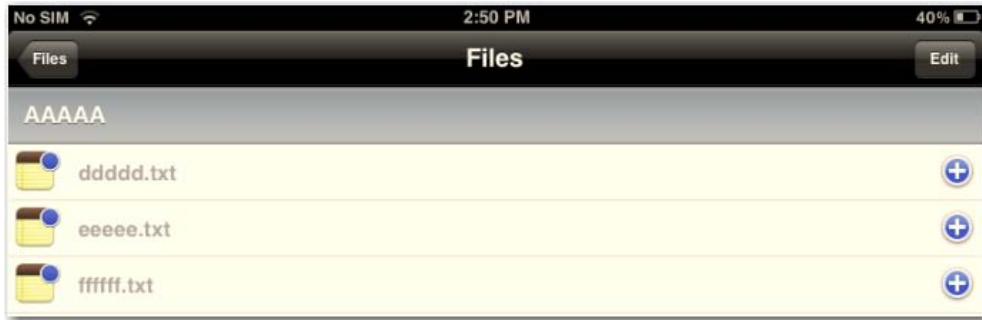 No SIM 2:50 PM 40%
Files Files Edit
AAAAA
ddddd.txt
eeeee.txt
ffffff.txt